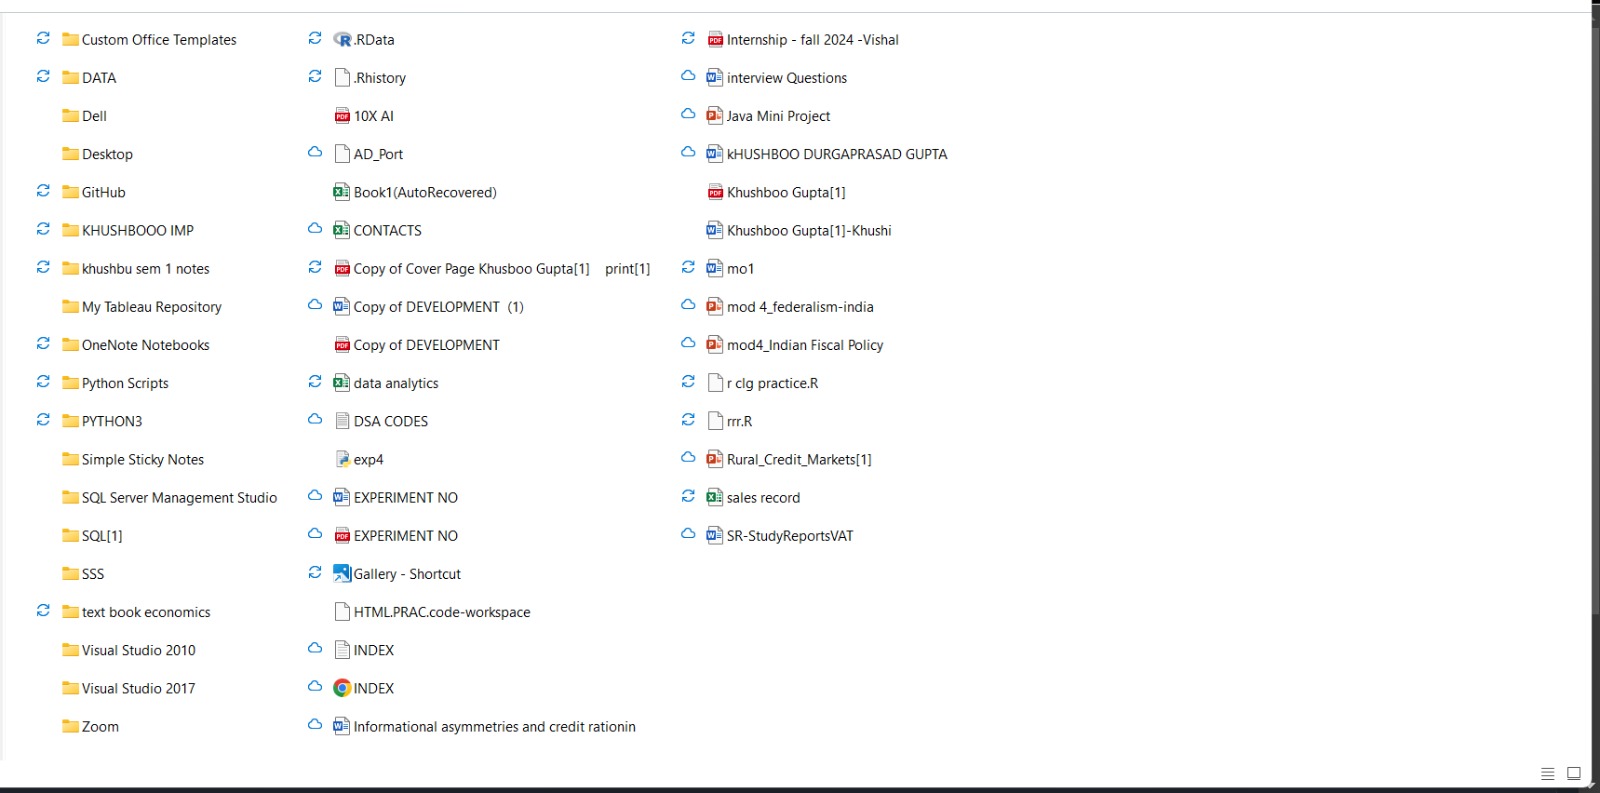 Custom Office Templates
DATA
Dell
Desktop
GitHub
KHUSHBOOO IMP
khushbu sem 1 notes
My Tableau Repository
OneNote Notebooks
Python Scripts
PYTHON3
Simple Sticky Notes
SQL Server Management Studio
SQL[1]
SSS
text book economics
Visual Studio 2010
Visual Studio 2017
Zoom
.RData
.Rhistory
10X AI
AD_Port
Book1(AutoRecovered)
CONTACTS
Copy of Cover Page Khusboo Gupta[1]    print[1]
Copy of DEVELOPMENT  (1)
Copy of DEVELOPMENT
data analytics
DSA CODES
exp4
EXPERIMENT NO
EXPERIMENT NO
Gallery - Shortcut
HTML.PRAC.code-workspace
INDEX
INDEX
Informational asymmetries and credit rationin
Internship - fall 2024 -Vishal
interview Questions
Java Mini Project
kHUSHBOO DURGAPRASAD GUPTA
Khushboo Gupta[1]
Khushboo Gupta[1]-Khushi
mo1
mod 4_federalism-india
mod4_Indian Fiscal Policy
r clg practice.R
rrr.R
Rural_Credit_Markets[1]
sales record
SR-StudyReportsVAT